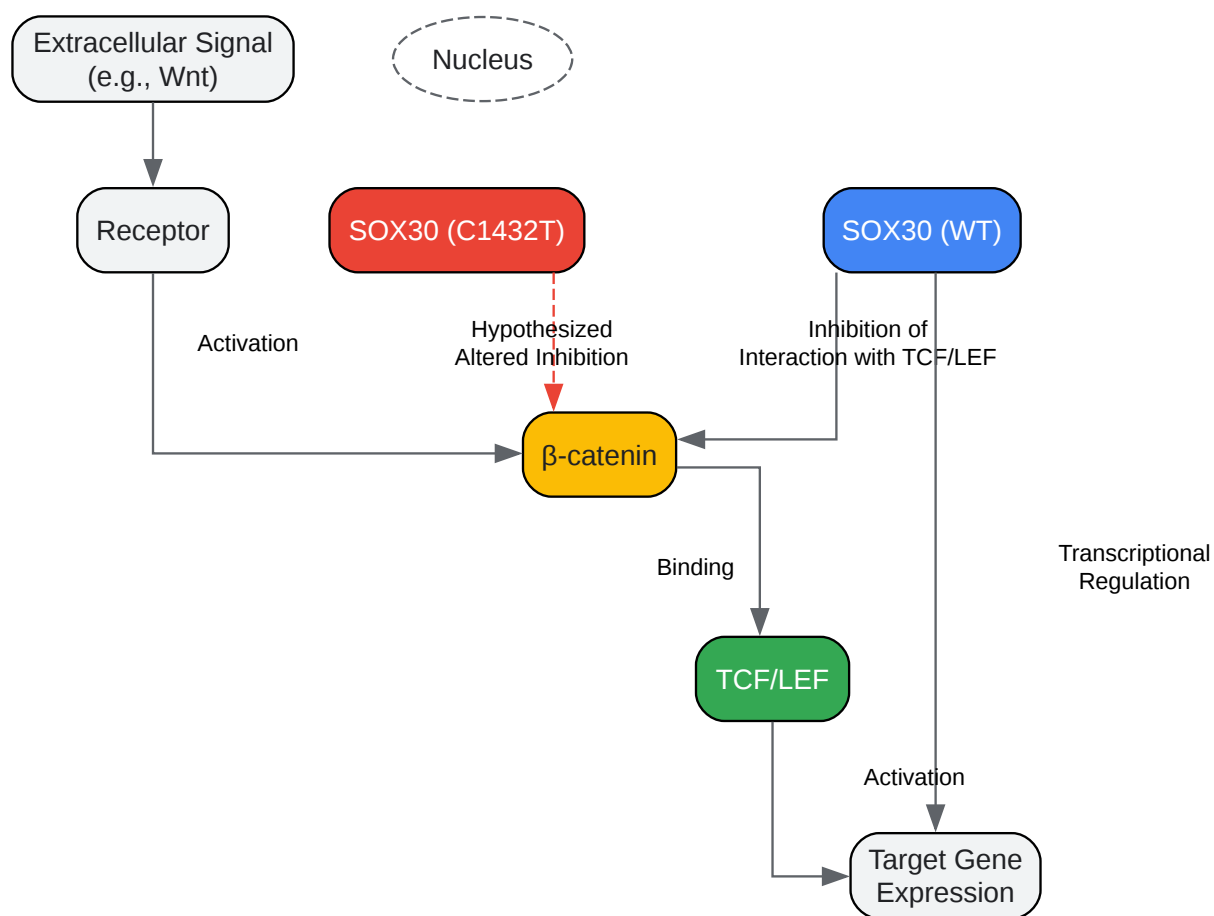 Extracellular Signal
(e.g., Wnt)
Nucleus
Receptor
SOX30 (C1432T)
SOX30 (WT)
Activation
Hypothesized
Altered Inhibition
Inhibition of
Interaction with TCF/LEF
β-catenin
Binding
Transcriptional
Regulation
TCF/LEF
Activation
Target Gene
Expression